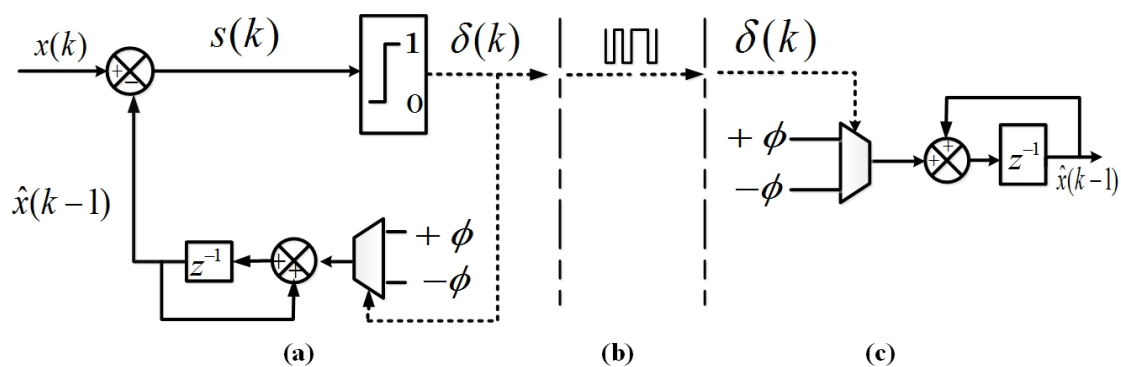 x(k)
+
−
s(k)
1
0
δ(k)
x̂(k−1)
z⁻¹
+
+
+ϕ
−ϕ
δ(k)
+ϕ
−ϕ
+
+
z⁻¹
x̂(k−1)
(a)
(b)
(c)